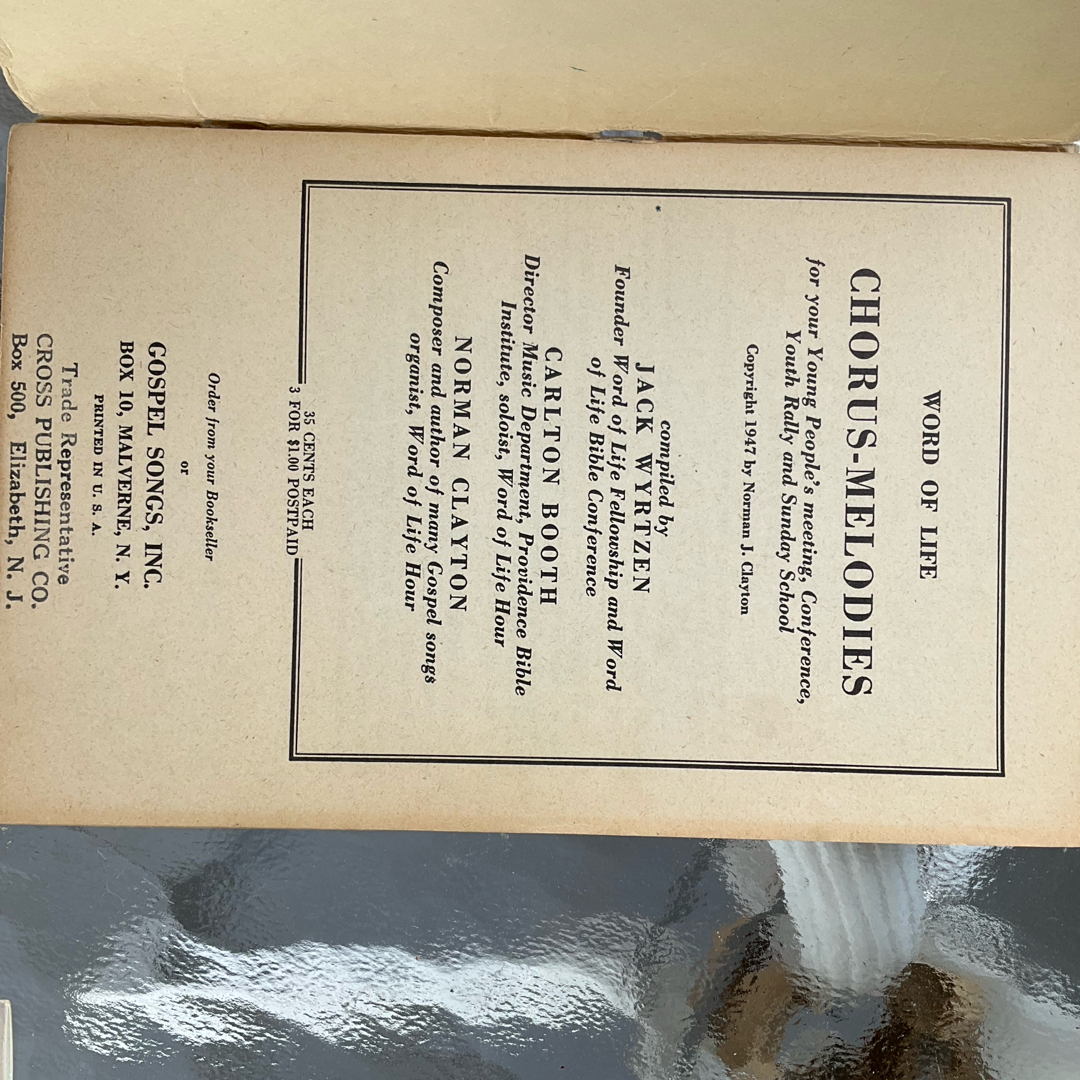 WORD OF LIFE
CHORUS-MELODIES
for your Young People's meeting, Conference,
Youth Rally and Sunday School
Copyright 1947 by Norman J. Clayton
compiled by
JACK WYRTZEN
Founder Word of Life Fellowship and Word
of Life Bible Conference
CARLTON BOOTH
Director Music Department, Providence Bible
Institute, soloist, Word of Life Hour
NORMAN CLAYTON
Composer and author of many Gospel songs
organist, Word of Life Hour
35 CENTS EACH
3 FOR $1.00 POSTPAID
Order from your Bookseller
or
GOSPEL SONGS, INC.
BOX 10, MALVERNE, N. Y.
PRINTED IN U. S. A.
Trade Representative
CROSS PUBLISHING CO.
Box 500, Elizabeth, N. J.